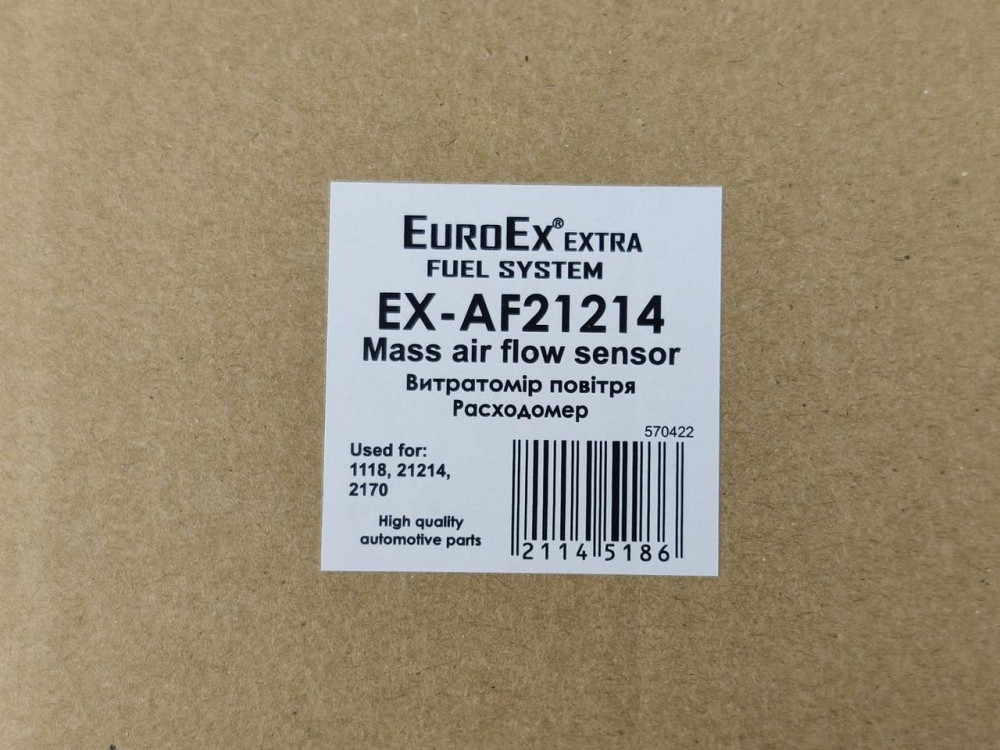 EUROEX® EXTRA
FUEL SYSTEM
EX-AF21214
Mass air flow sensor
Витратомір повітря
Расходомер
570422
Used for:
1118, 21214,
2170
High quality
automotive parts
2114 5186